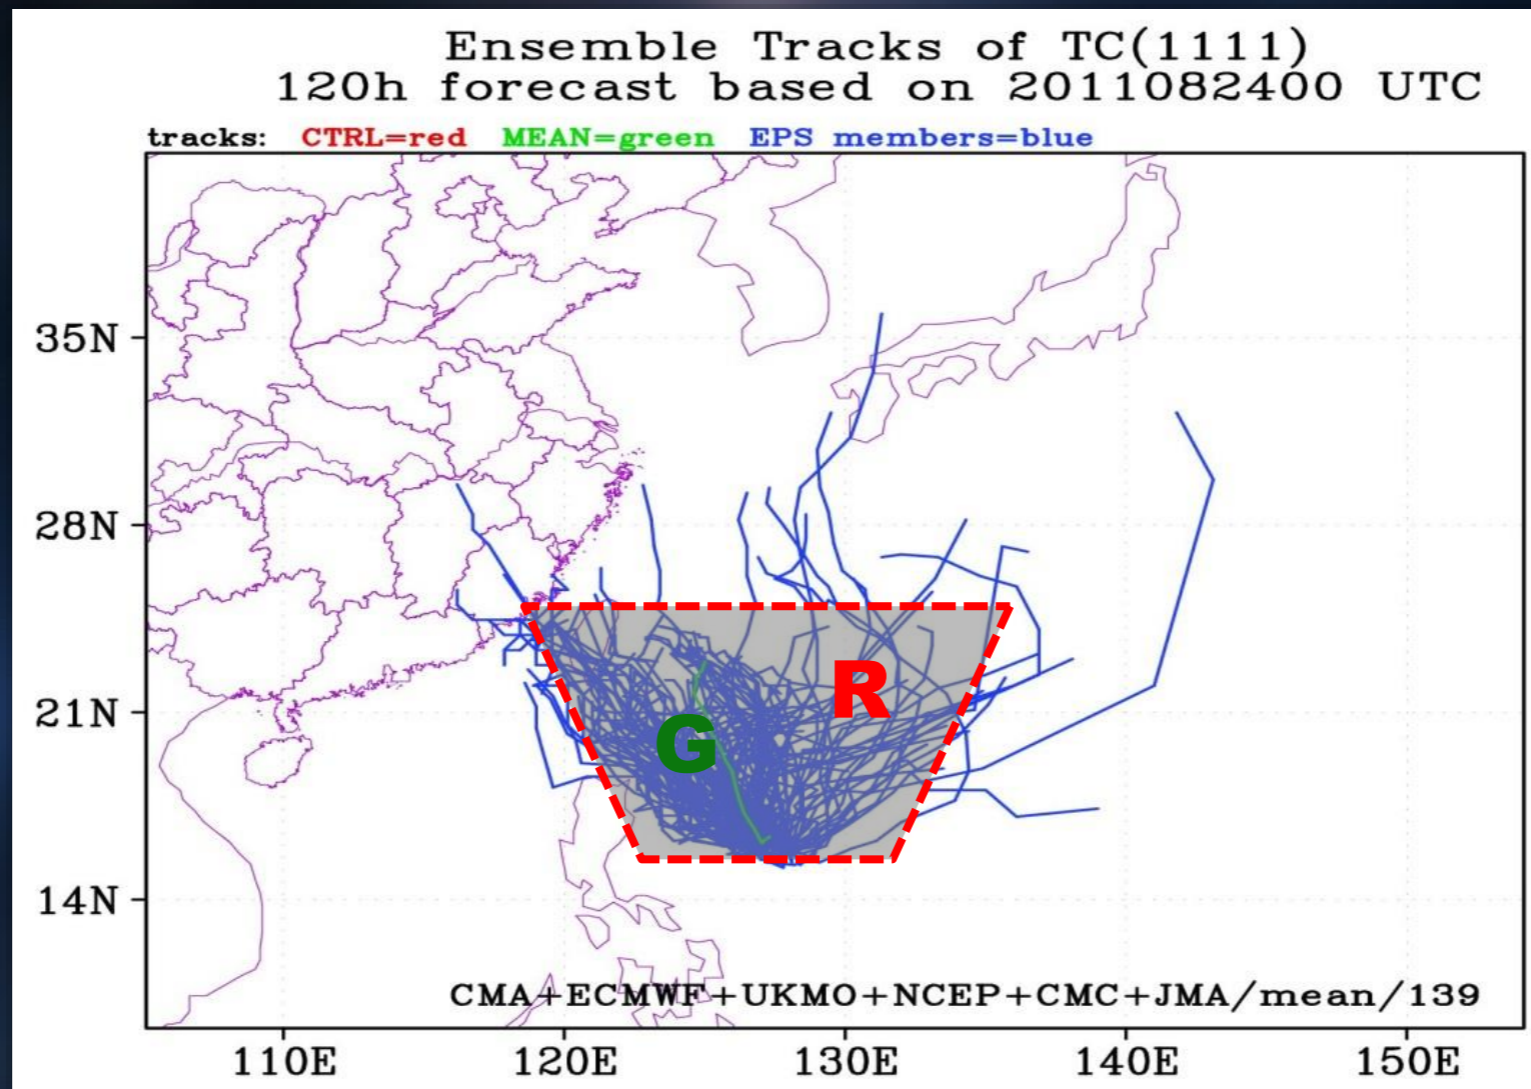 Ensemble Tracks of TC(1111)
120h forecast based on 2011082400 UTC
tracks: CTRL=red MEAN=green EPS members=blue
35N
28N
R
21N
G
14N
CMA+ECMWF+UKMO+NCEP+CMC+JMA/mean/139
110E 120E 130E 140E 150E